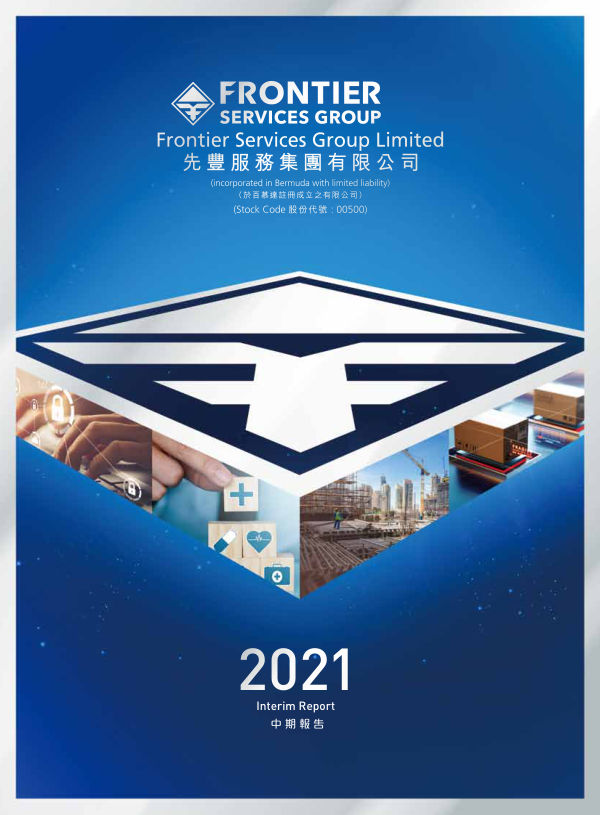 FRONTIER
SERVICES GROUP
Frontier Services Group Limited
先豐服務集團有限公司
(incorporated in Bermuda with limited liability)
(於百慕達註冊成立之有限公司)
(Stock Code 股份代號 : 00500)
2021
Interim Report
中期報告